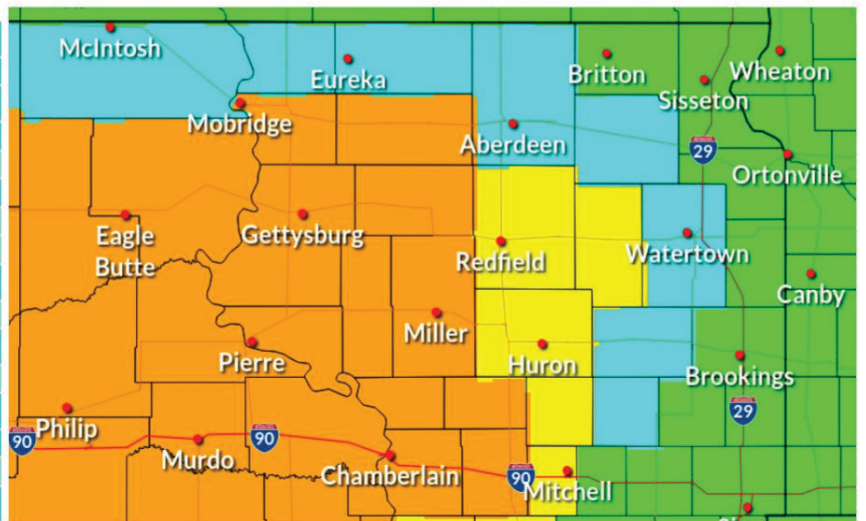 McIntosh
Eureka
Britton
Wheaton
Sisseton
Mobridge
Aberdeen
29
Ortonville
Eagle
Butte
Gettysburg
Redfield
Watertown
Canby
Miller
Pierre
Huron
Brookings
29
Philip
90
90
Murdo
Chamberlain
90
Mitchell